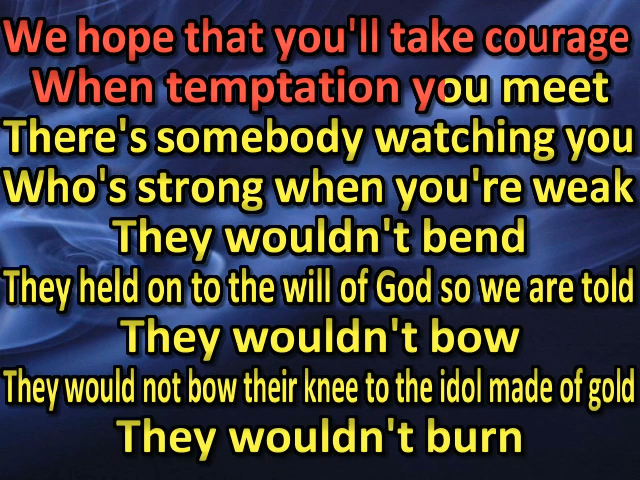 We hope that you'll take courage
When temptation you meet
There's somebody watching you
Who's strong when you're weak
They wouldn't bend
They held on to the will of God so we are told
They wouldn't bow
They would not bow their knee to the idol made of gold
They wouldn't burn